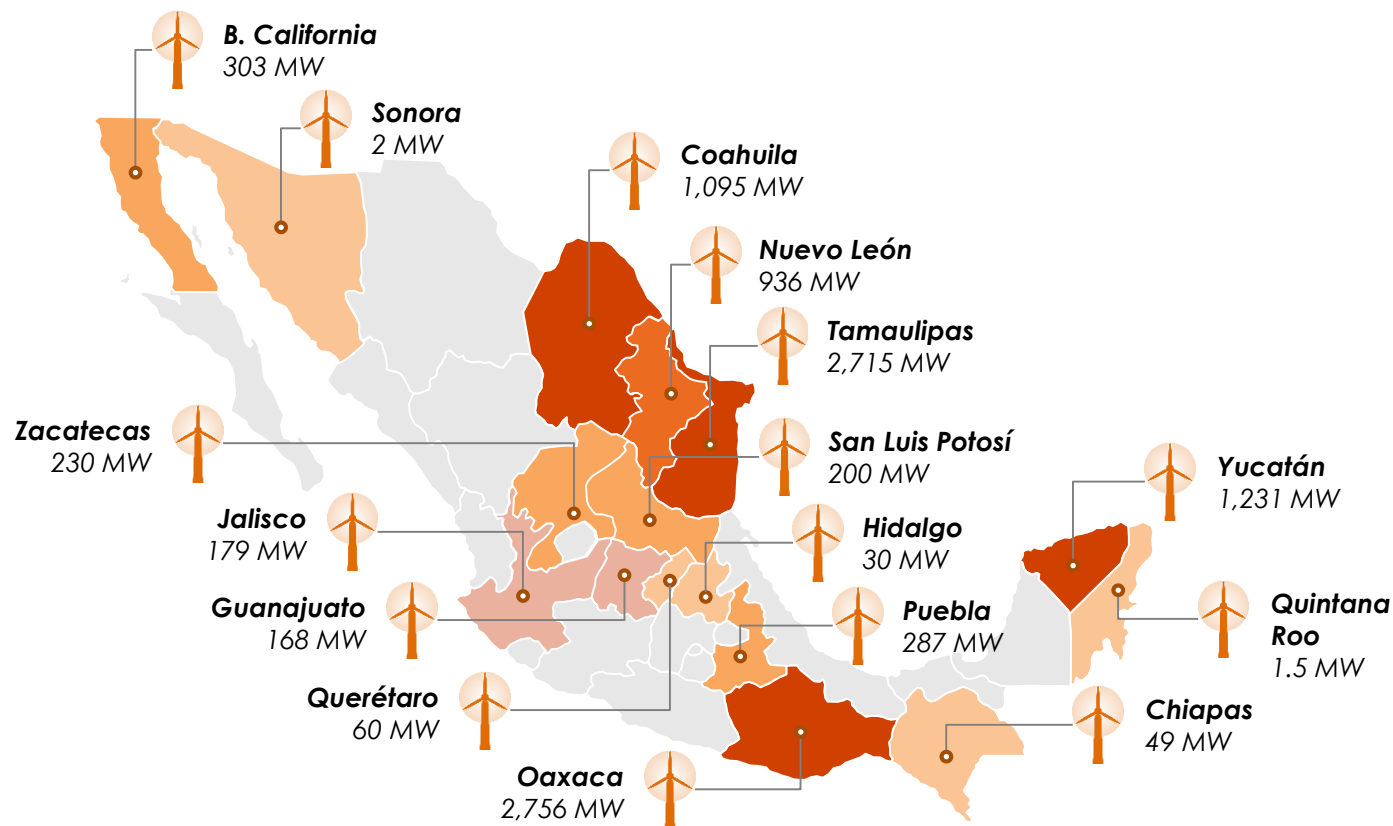 B. California
303 MW
Sonora
2 MW
Coahuila
1,095 MW
Nuevo León
936 MW
Tamaulipas
2,715 MW
Zacatecas
230 MW
San Luis Potosí
200 MW
Yucatán
1,231 MW
Jalisco
179 MW
Hidalgo
30 MW
Guanajuato
168 MW
Puebla
287 MW
Quintana
Roo
1.5 MW
Querétaro
60 MW
Chiapas
49 MW
Oaxaca
2,756 MW